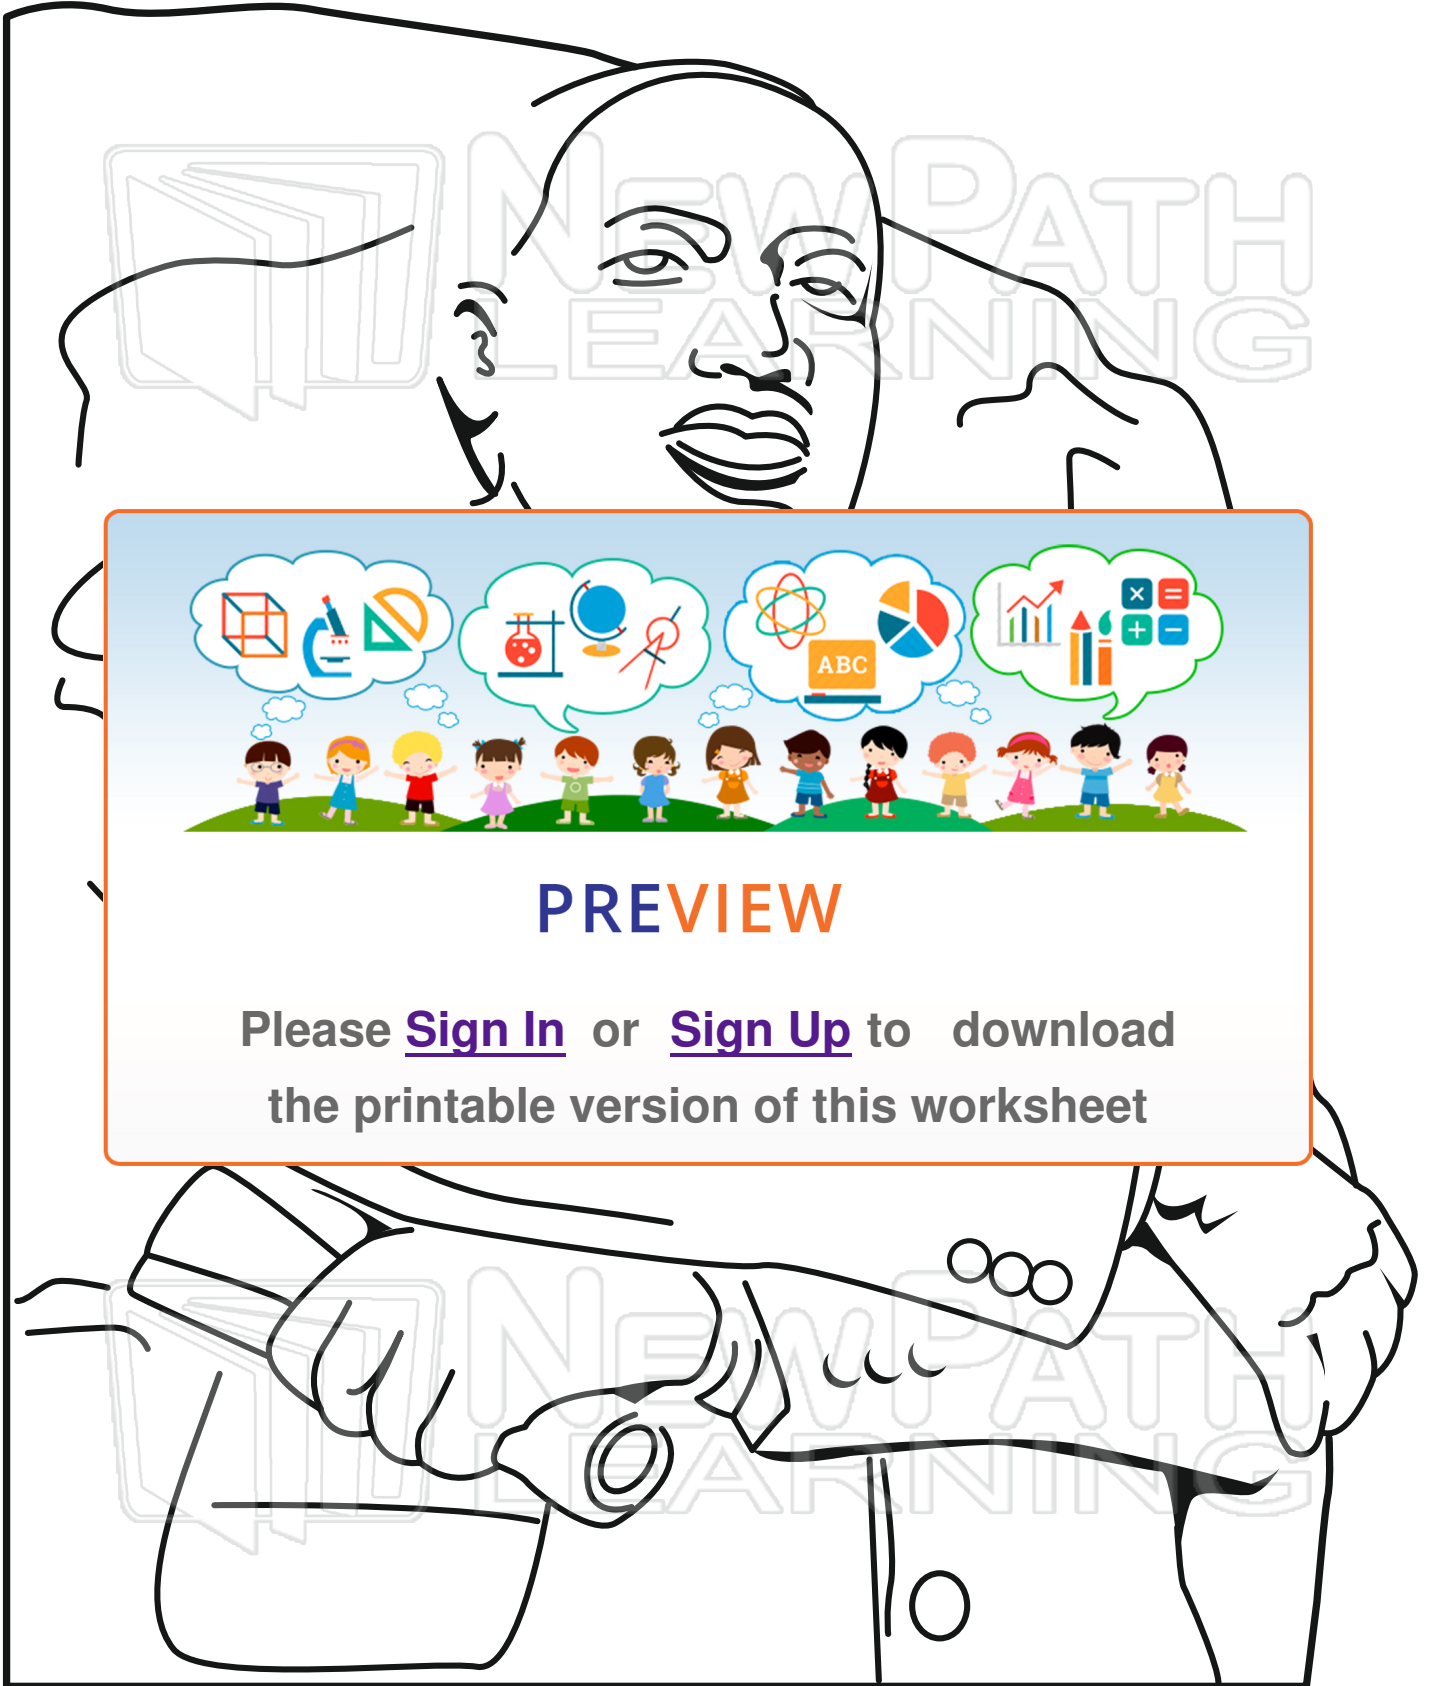 NEWPATH
LEARNING
ABC
PREVIEW
Please Sign In or Sign Up to download
the printable version of this worksheet
NEWPATH
LEARNING